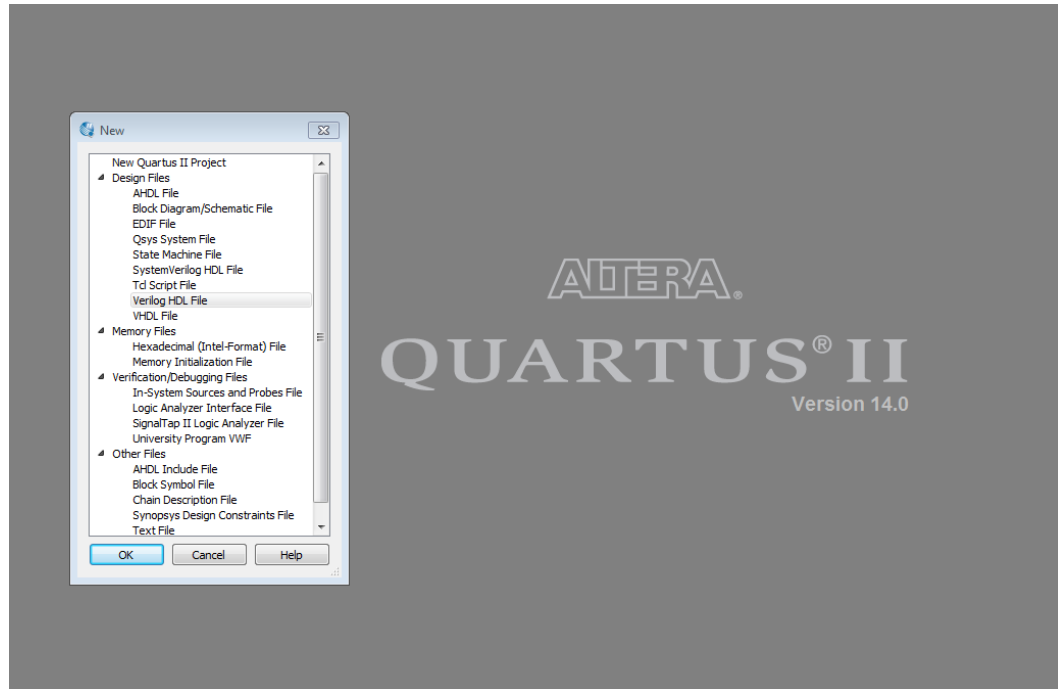 New
New Quartus II Project
Design Files
AHDL File
Block Diagram/Schematic File
EDIF File
Qsys System File
State Machine File
SystemVerilog HDL File
Tcl Script File
Verilog HDL File
VHDL File
Memory Files
Hexadecimal (Intel-Format) File
Memory Initialization File
Verification/Debugging Files
In-System Sources and Probes File
Logic Analyzer Interface File
SignalTap II Logic Analyzer File
University Program VWF
Other Files
AHDL Include File
Block Symbol File
Chain Description File
Synopsys Design Constraints File
Text File
OK Cancel Help
ALTERA®
QUARTUS® II
Version 14.0